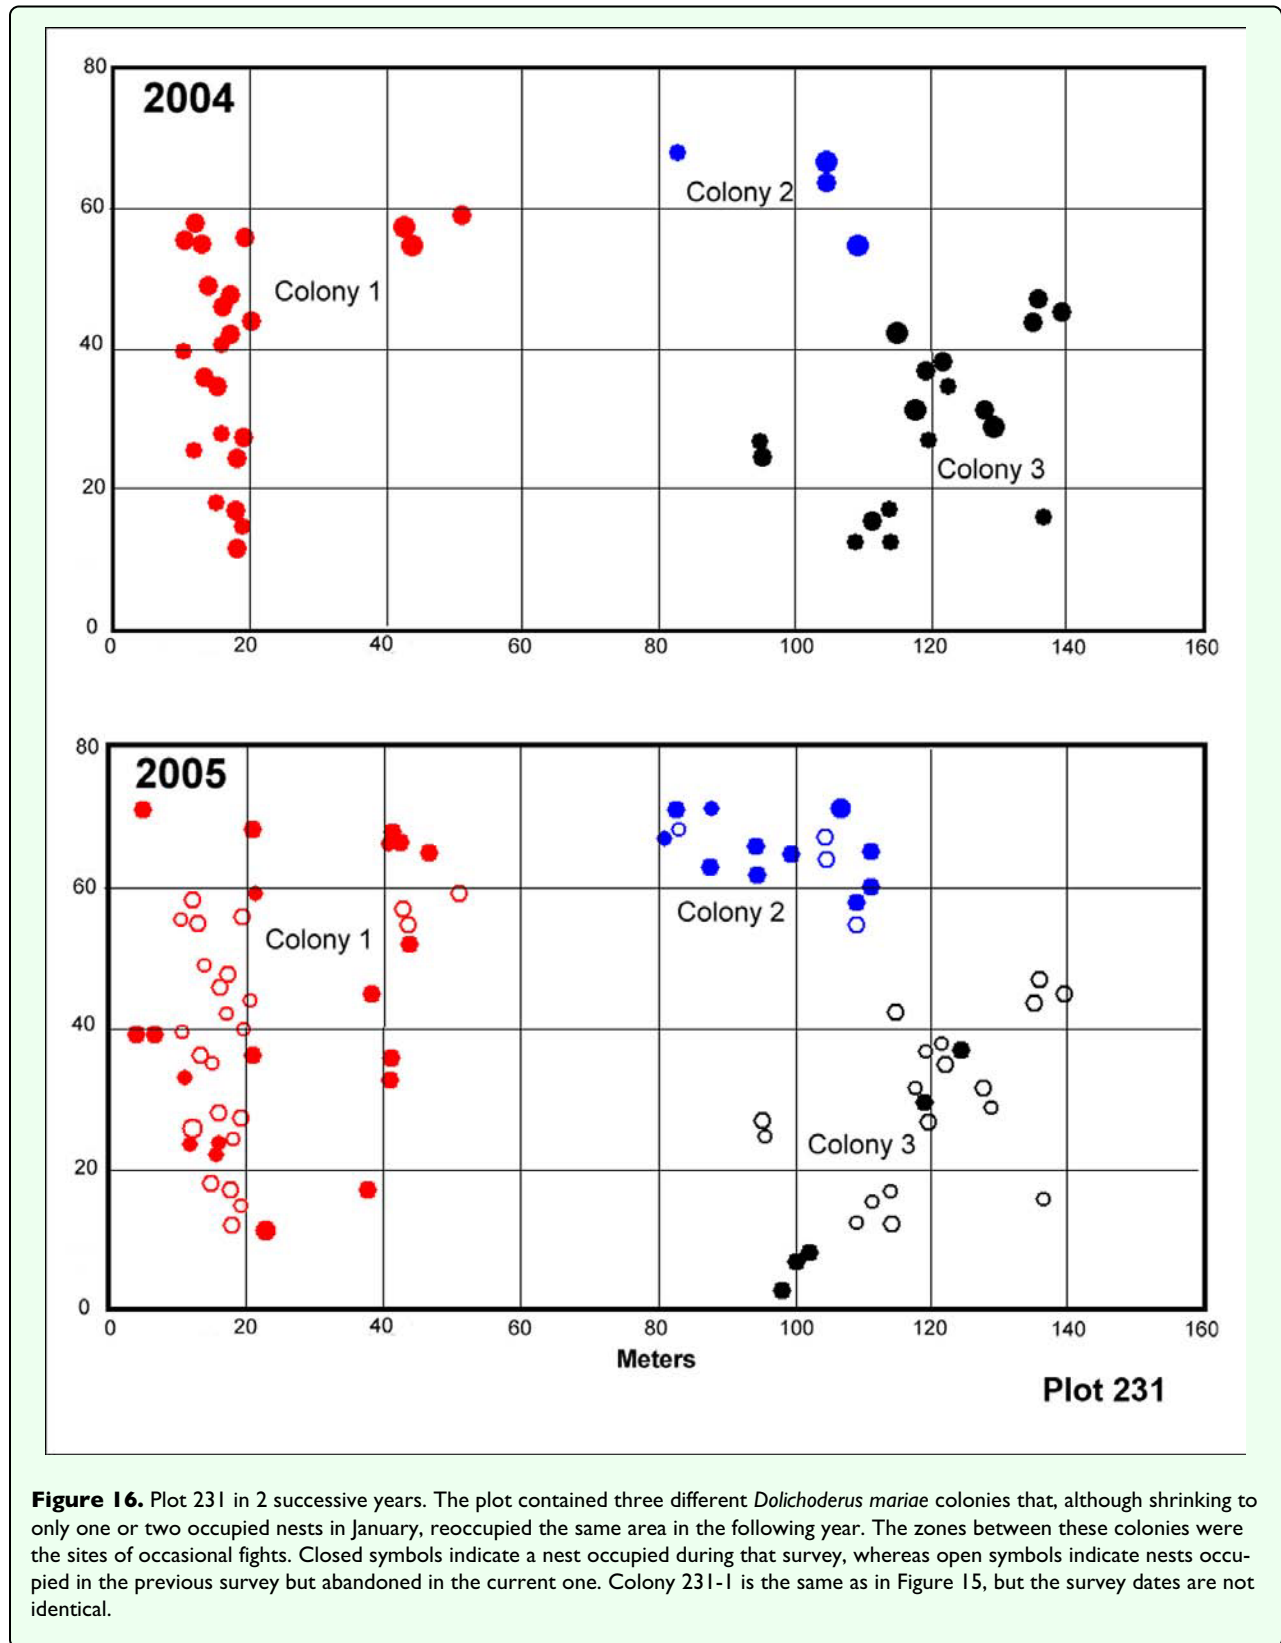 80
2004
Colony 2
60
Colony 1
40
Colony 3
20
0
0 20 40 60 80 100 120 140 160
80
2005
60
Colony 2
Colony 1
40
Colony 3
20
0
0 20 40 60 80 100 120 140 160
Meters
Plot 231
Figure 16. Plot 231 in 2 successive years. The plot contained three different Dolichoderus mariae colonies that, although shrinking to
only one or two occupied nests in January, reoccupied the same area in the following year. The zones between these colonies were
the sites of occasional fights. Closed symbols indicate a nest occupied during that survey, whereas open symbols indicate nests occu-
pied in the previous survey but abandoned in the current one. Colony 231-1 is the same as in Figure 15, but the survey dates are not
identical.